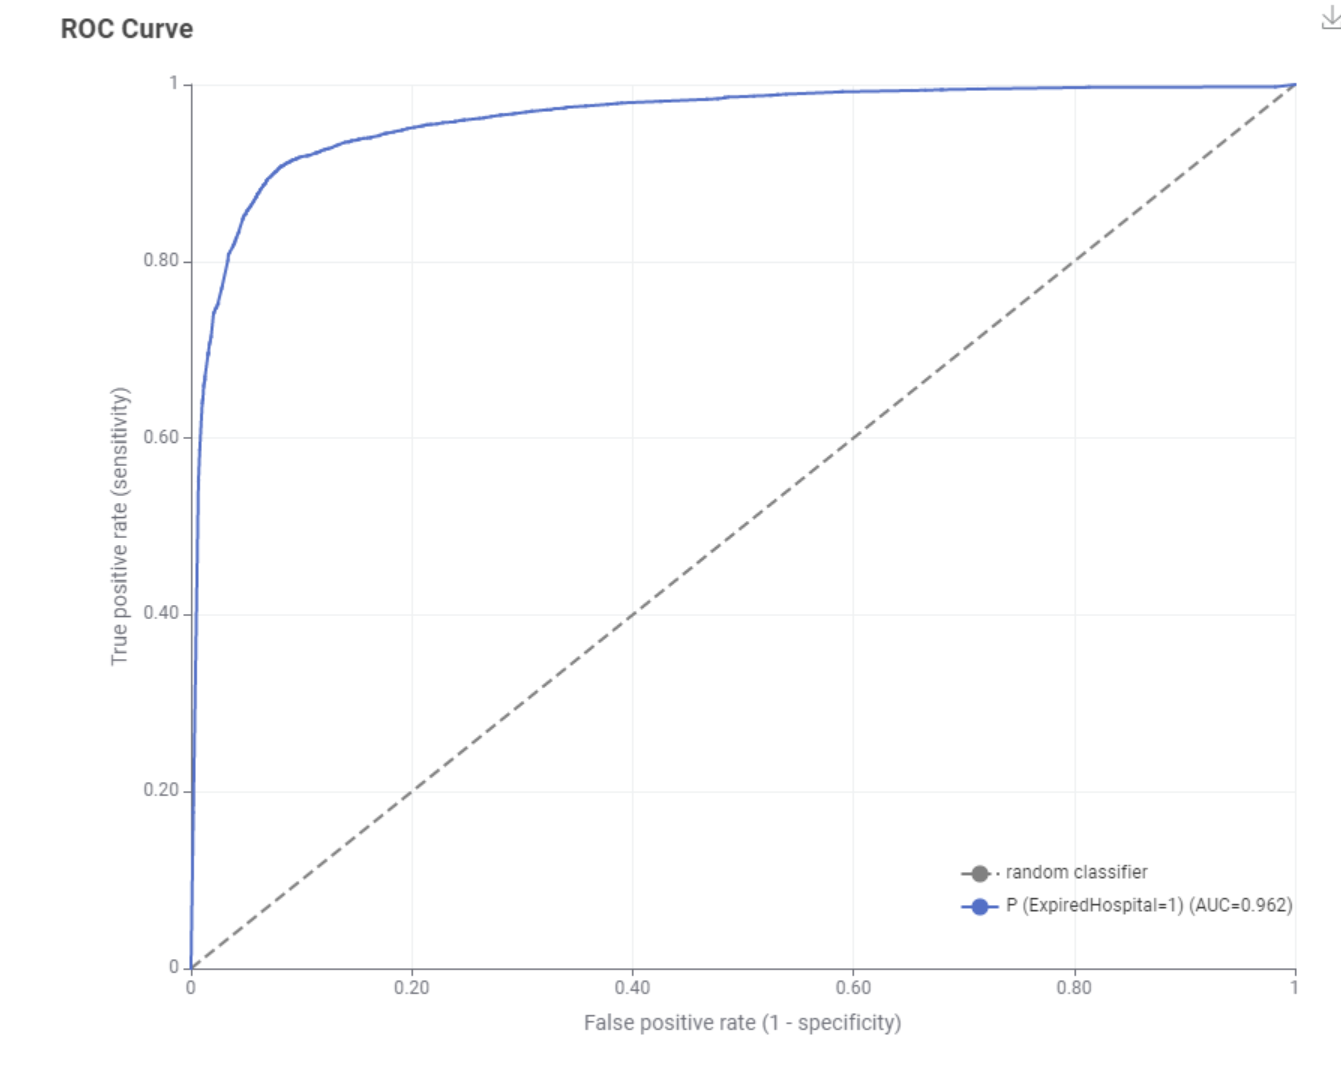 ROC Curve
1
0.80
0.60
0.40
0.20
0
True positive rate (sensitivity)
random classifier
P (ExpiredHospital=1) (AUC=0.962)
0
0.20
0.40
0.60
0.80
1
False positive rate (1 - specificity)